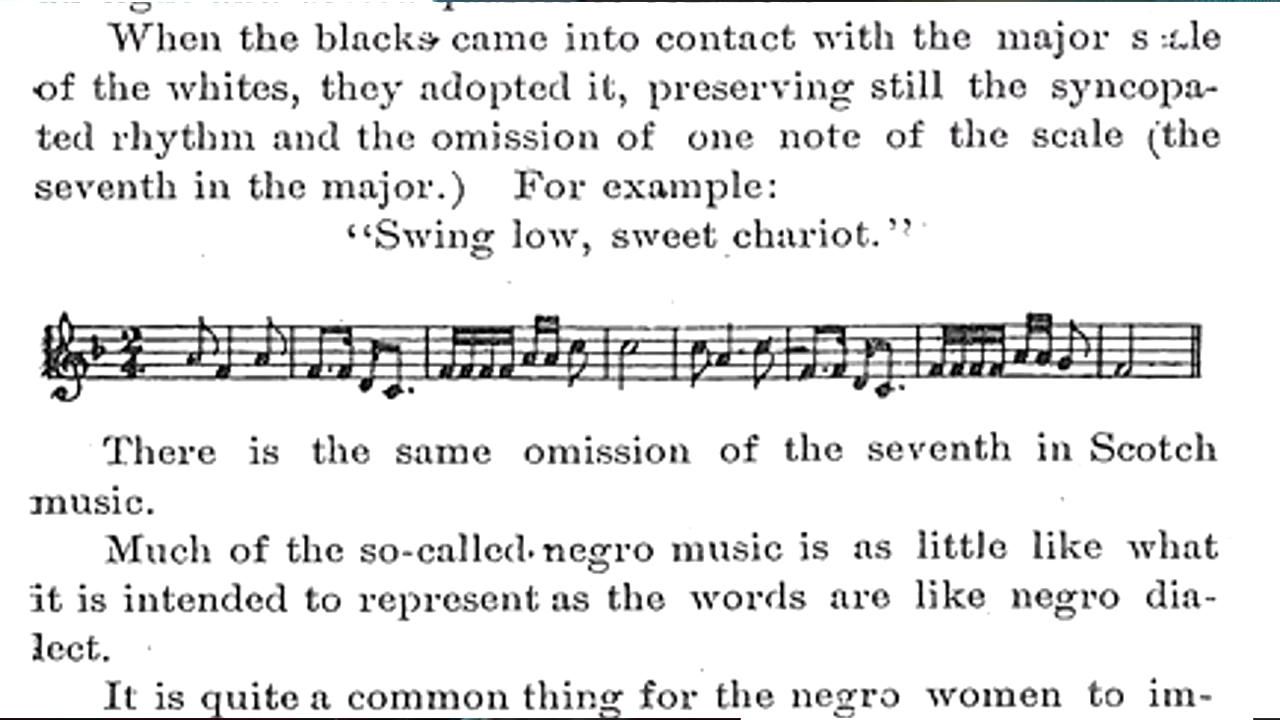 When the blacks came into contact with the major scale
of the whites, they adopted it, preserving still the syncopa-
ted rhythm and the omission of one note of the scale (the
seventh in the major.) For example:
“Swing low, sweet chariot.”
2
4
There is the same omission of the seventh in Scotch
music.
Much of the so-called negro music is as little like what
it is intended to represent as the words are like negro dia-
lect.
It is quite a common thing for the negro women to im-